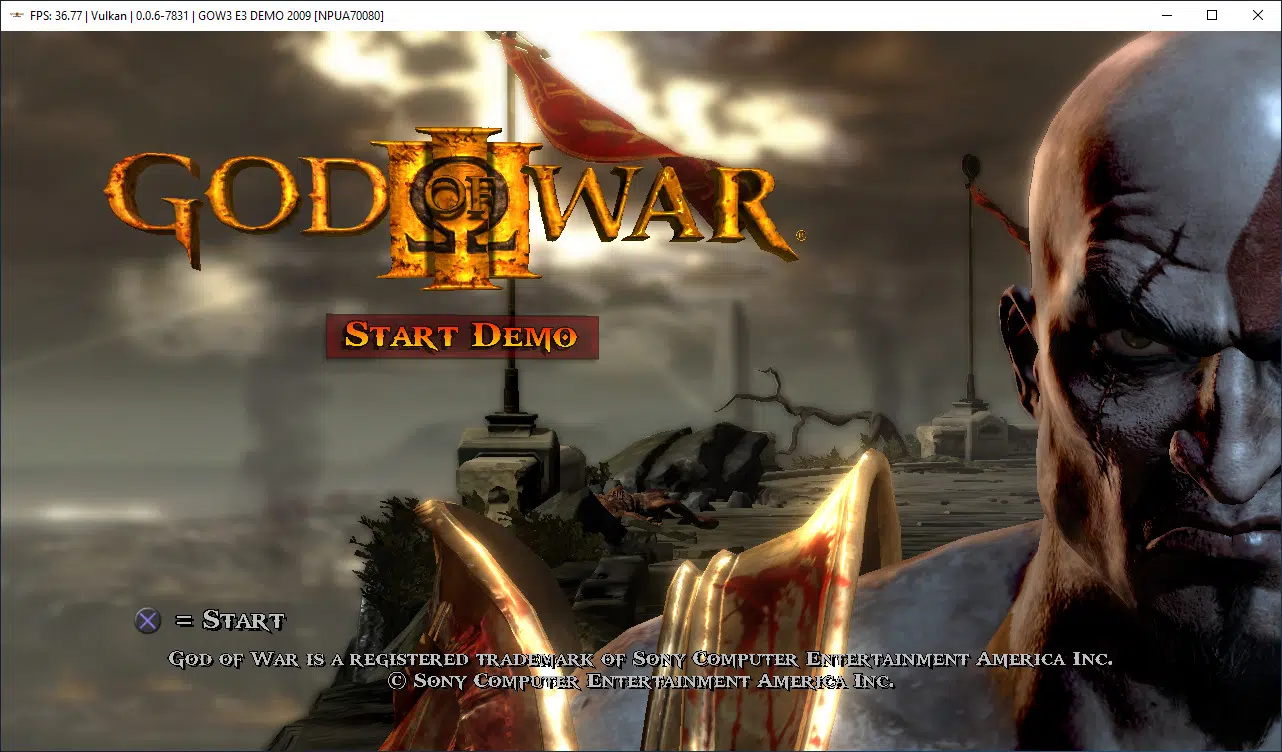 FPS: 36.77 | Vulkan | 0.0.6-7831 | GOW3 E3 DEMO 2009 [NPUA70080]
God of War ®
Start Demo
= Start
God of War is a registered trademark of Sony Computer Entertainment America Inc.
© Sony Computer Entertainment America Inc.